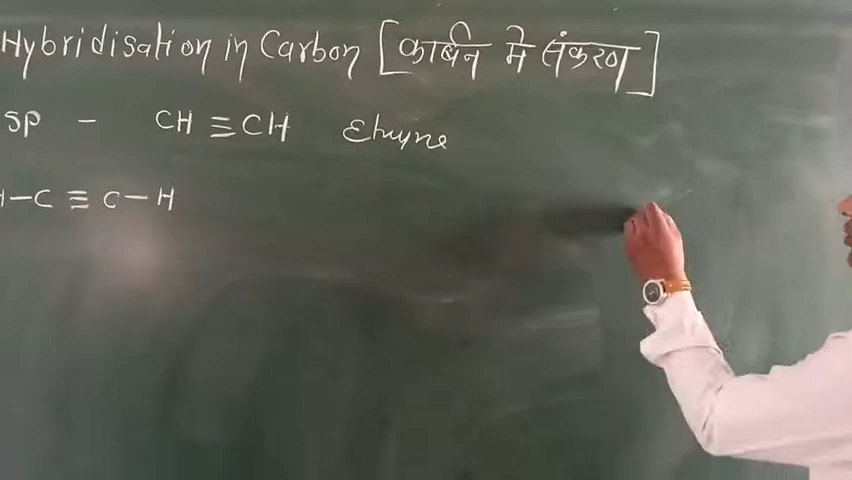 Hybridisation in Carbon [कार्बन मे संकरण]
sp - CH ≡ CH Ethyne
H-C ≡ C-H